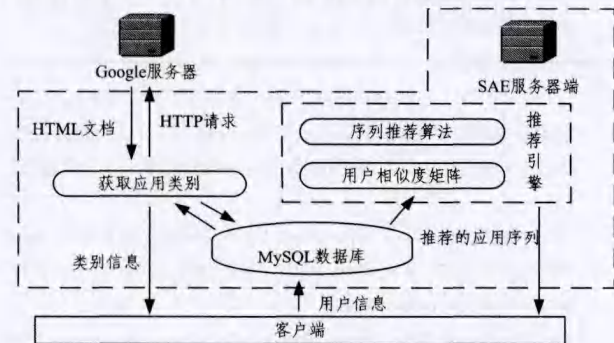 Google服务器
SAE服务器端
HTML文档
HTTP请求
序列推荐算法
推荐引擎
获取应用类别
用户相似度矩阵
类别信息
MySQL数据库
推荐的应用序列
用户信息
客户端